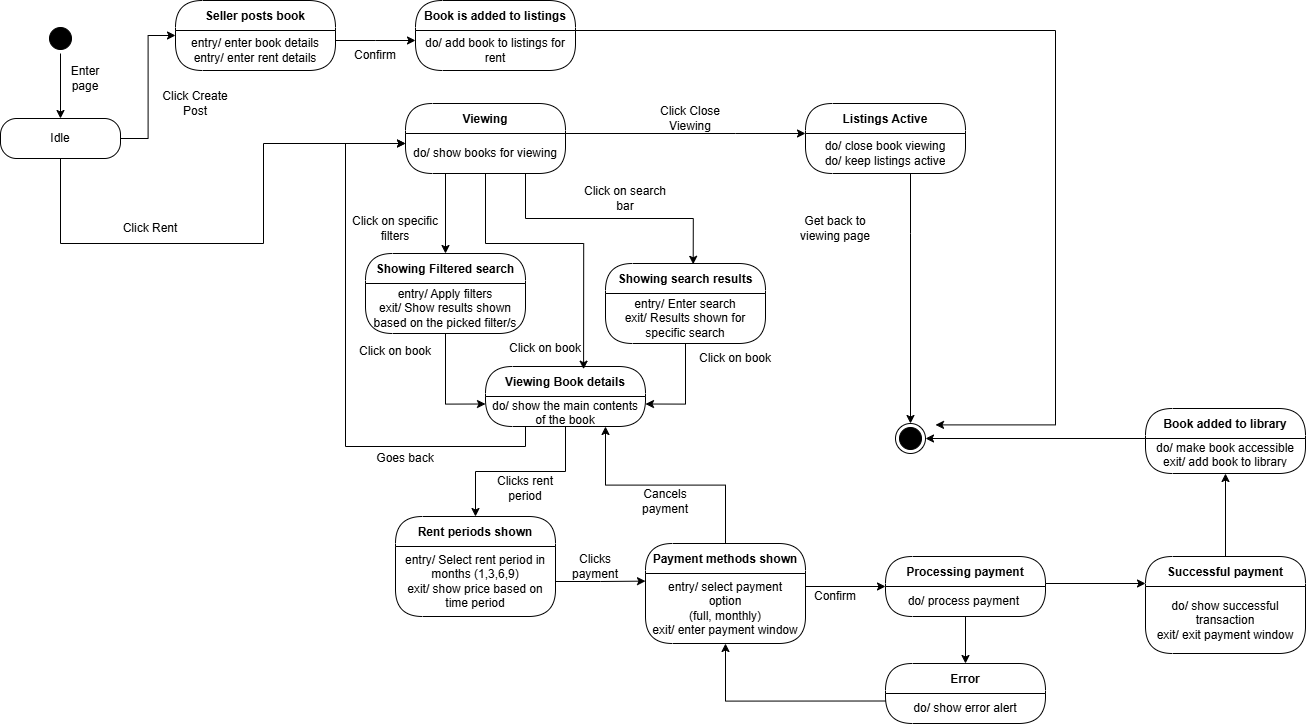 Seller posts book
entry/ enter book details
entry/ enter rent details
Book is added to listings
do/ add book to listings for
rent
Confirm
Enter
page
Click Create
Post
Idle
Click Rent
Viewing
do/ show books for viewing
Click Close
Viewing
Listings Active
do/ close book viewing
do/ keep listings active
Click on search
bar
Click on specific
filters
Get back to
viewing page
Showing Filtered search
entry/ Apply filters
exit/ Show results shown
based on the picked filter/s
Showing search results
entry/ Enter search
exit/ Results shown for
specific search
Click on book
Click on book
Click on book
Viewing Book details
do/ show the main contents
of the book
Goes back
Book added to library
do/ make book accessible
exit/ add book to library
Clicks rent
period
Cancels
payment
Rent periods shown
entry/ Select rent period in
months (1,3,6,9)
exit/ show price based on
time period
Clicks
payment
Payment methods shown
entry/ select payment
option
(full, monthly)
exit/ enter payment window
Confirm
Processing payment
do/ process payment
Successful payment
do/ show successful
transaction
exit/ exit payment window
Error
do/ show error alert